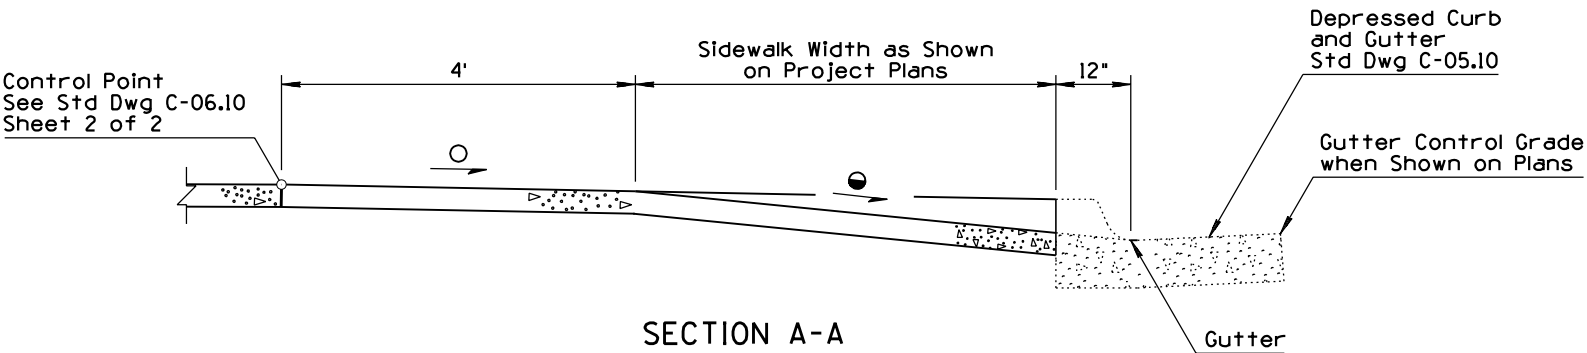 Depressed Curb
and Gutter
Std Dwg C-05.10
Sidewalk Width as Shown
on Project Plans
4'
12"
Control Point
See Std Dwg C-06.10
Sheet 2 of 2
Gutter Control Grade
when Shown on Plans
SECTION A-A
Gutter